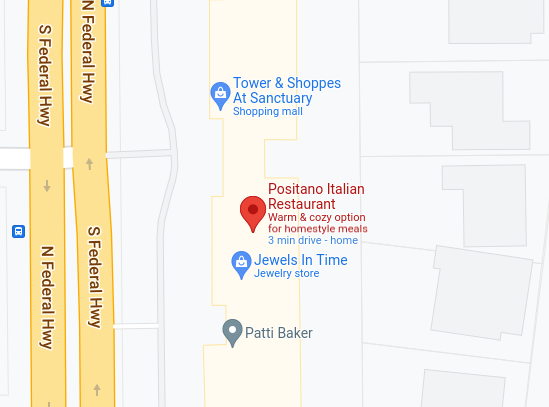 S Federal Hwy
N Federal Hwy
Tower & Shoppes
At Sanctuary
Shopping mall
Positano Italian
Restaurant
Warm & cozy option
for homestyle meals
3 min drive - home
Jewels In Time
Jewelry store
N Federal Hwy
S Federal Hwy
Patti Baker